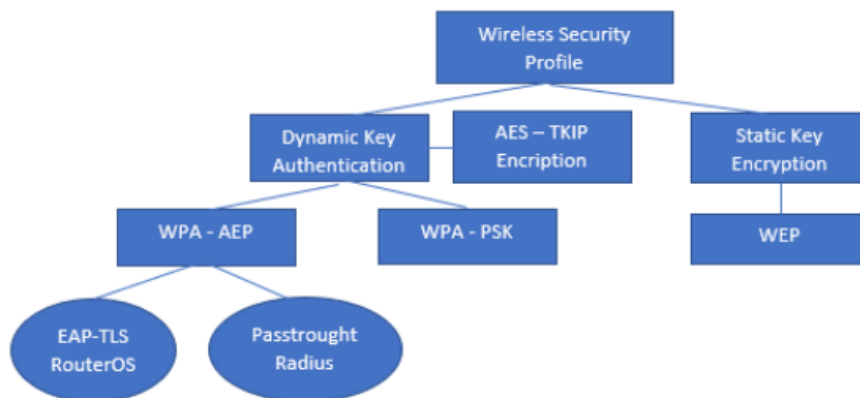 Wireless Security
Profile
Dynamic Key
Authentication
AES – TKIP
Encription
Static Key
Encryption
WPA - AEP
WPA - PSK
WEP
EAP-TLS
RouterOS
Passtrought
Radius